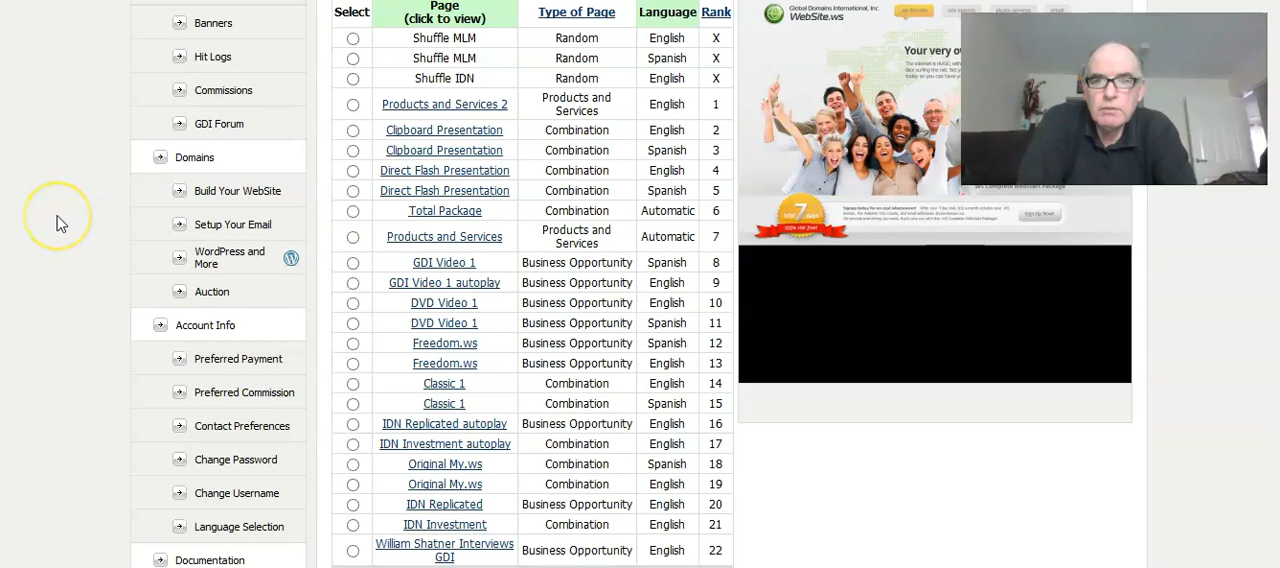 Banners
Hit Logs
Commissions
GDI Forum
Domains
Build Your WebSite
Setup Your Email
WordPress and
More
Auction
Account Info
Preferred Payment
Preferred Commission
Contact Preferences
Change Password
Change Username
Language Selection
Documentation
Select Page (click to view) Type of Page Language Rank
Shuffle MLM Random English X
Shuffle MLM Random Spanish X
Shuffle IDN Random English X
Products and Services 2 Products and Services English 1
Clipboard Presentation Combination English 2
Clipboard Presentation Combination Spanish 3
Direct Flash Presentation Combination English 4
Direct Flash Presentation Combination Spanish 5
Total Package Combination Automatic 6
Products and Services Products and Services Automatic 7
GDI Video 1 Business Opportunity Spanish 8
GDI Video 1 autoplay Business Opportunity English 9
DVD Video 1 Business Opportunity English 10
DVD Video 1 Business Opportunity Spanish 11
Freedom.ws Business Opportunity Spanish 12
Freedom.ws Business Opportunity English 13
Classic 1 Combination English 14
Classic 1 Combination Spanish 15
IDN Replicated autoplay Business Opportunity English 16
IDN Investment autoplay Combination English 17
Original My.ws Combination Spanish 18
Original My.ws Combination English 19
IDN Replicated Business Opportunity English 20
IDN Investment Combination English 21
William Shatner Interviews GDI Business Opportunity English 22
Global Domains International, Inc.
WebSite.ws
Your very ow
7
trial days
100% risk free!
Sign Up Now!